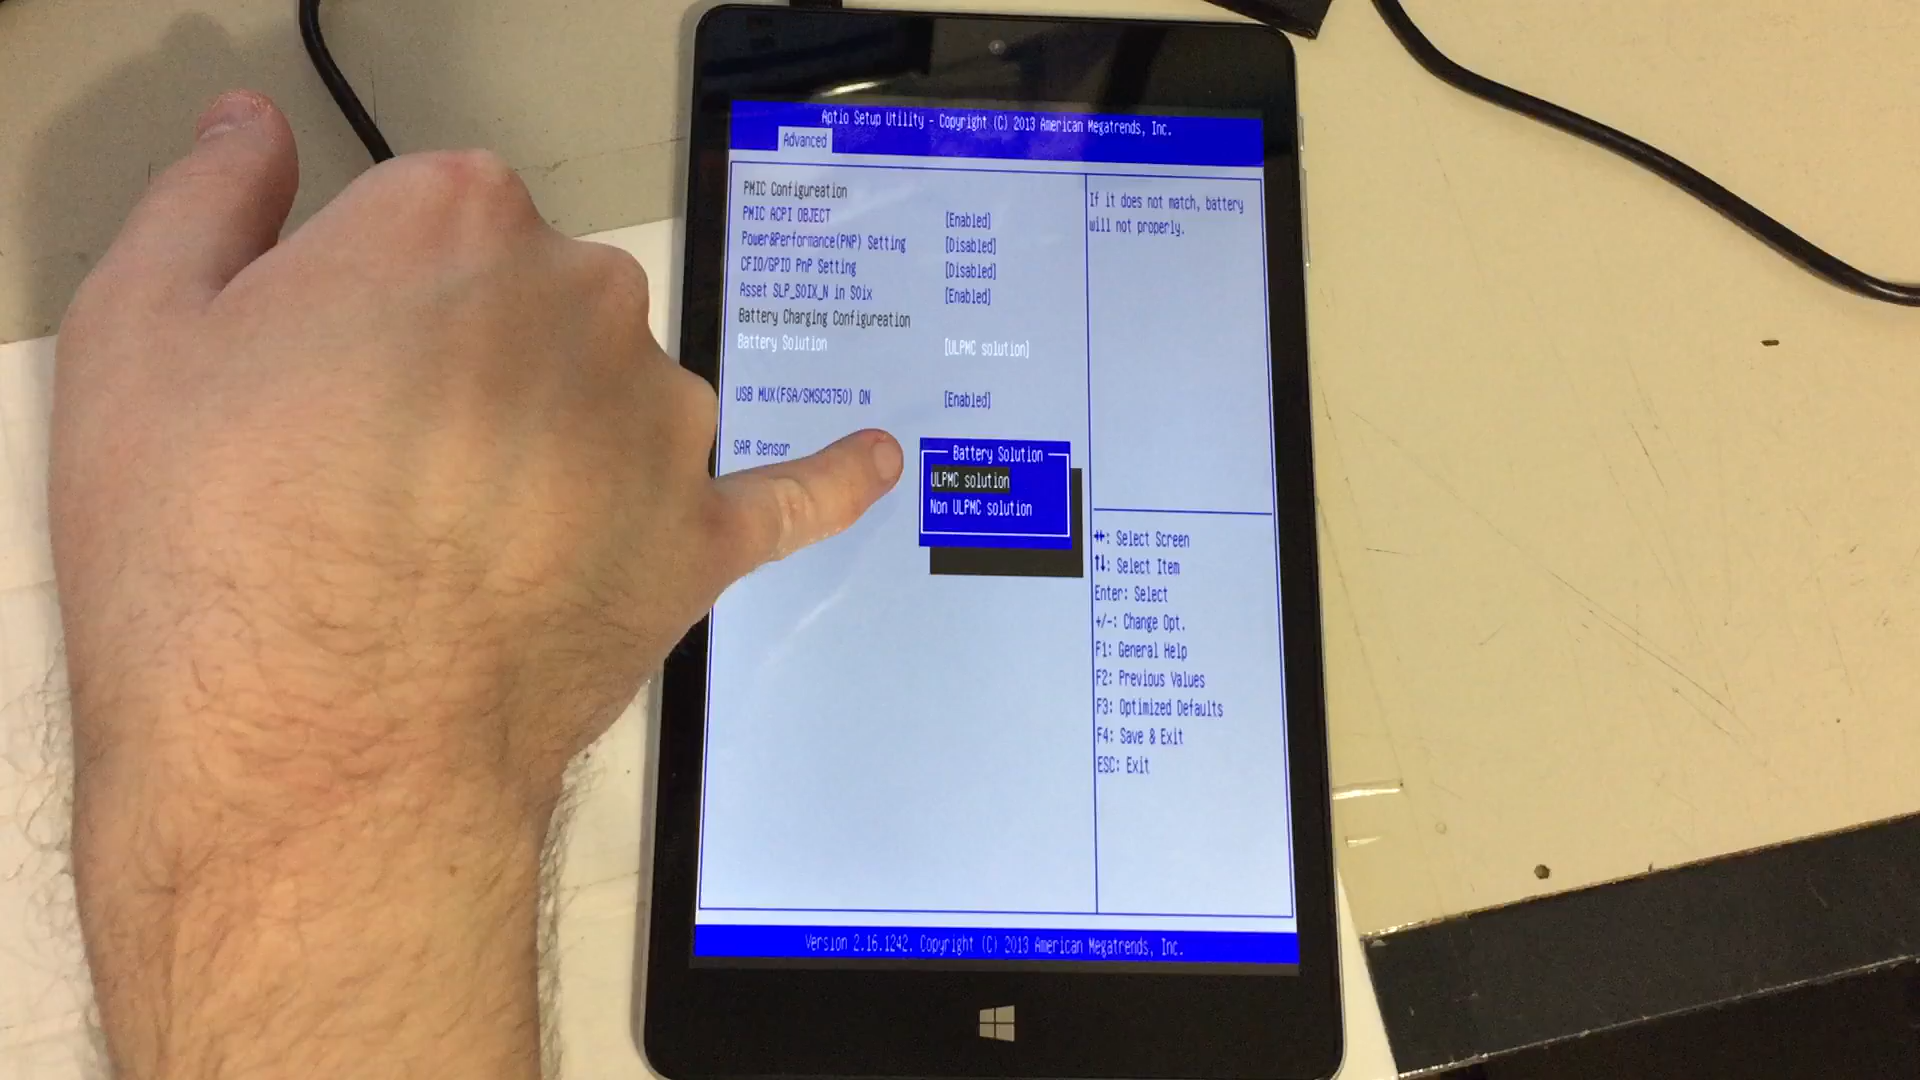 Aptio Setup Utility - Copyright (C) 2013 American Megatrends, Inc.
Advanced
PMIC Configureation
PMIC ACPI OBJECT [Enabled]
Power&Performance(PNP) Setting [Disabled]
CFIO/GPIO PnP Setting [Disabled]
Asset SLP_SOIX_N in SOix [Enabled]
Battery Charging Configureation
Battery Solution [ULPMC solution]
USB MUX(FSA/SMSC3750) ON [Enabled]
SAR Sensor
Battery Solution
ULPMC solution
Non ULPMC solution
If it does not match, battery
will not properly.
→←: Select Screen
↑↓: Select Item
Enter: Select
+/-: Change Opt.
F1: General Help
F2: Previous Values
F3: Optimized Defaults
F4: Save & Exit
ESC: Exit
Version 2.16.1242. Copyright (C) 2013 American Megatrends, Inc.